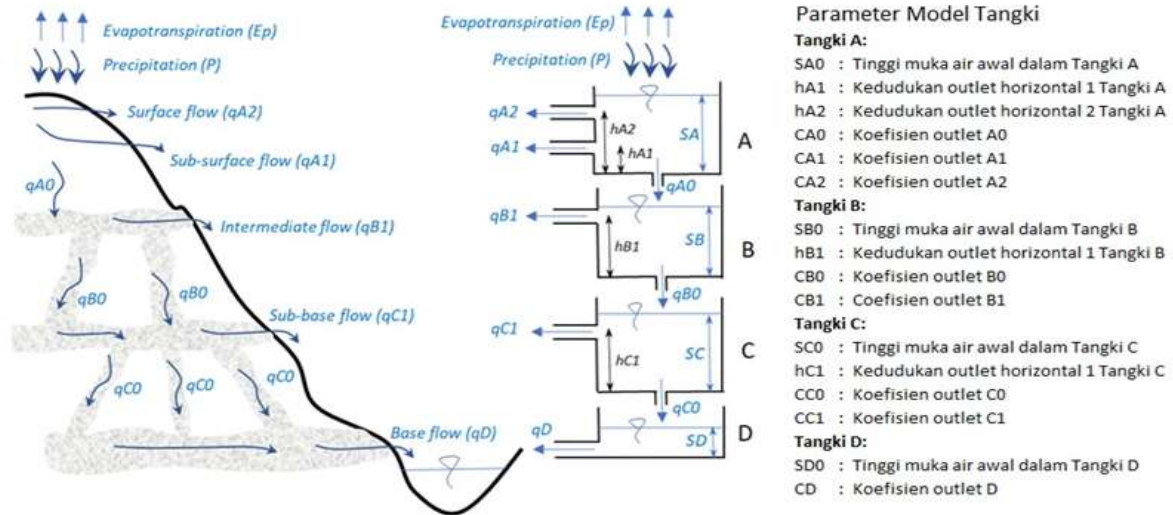 Evapotranspiration (Ep)
Precipitation (P)
Surface flow (qA2)
Sub-surface flow (qA1)
qA0
Intermediate flow (qB1)
qB0
qB0
Sub-base flow (qC1)
qC0
qC0
qC0
Base flow (qD)
Evapotranspiration (Ep)
Precipitation (P)
qA2
hA2
SA
A
qA1
hA1
qA0
qB1
hB1
SB
B
qB0
qC1
hC1
SC
C
qC0
qD
SD
D
Parameter Model Tangki
Tangki A:
SA0 : Tinggi muka air awal dalam Tangki A
hA1 : Kedudukan outlet horizontal 1 Tangki A
hA2 : Kedudukan outlet horizontal 2 Tangki A
CA0 : Koefisien outlet A0
CA1 : Koefisien outlet A1
CA2 : Koefisien outlet A2
Tangki B:
SB0 : Tinggi muka air awal dalam Tangki B
hB1 : Kedudukan outlet horizontal 1 Tangki B
CB0 : Koefisien outlet B0
CB1 : Coefisien outlet B1
Tangki C:
SC0 : Tinggi muka air awal dalam Tangki C
hC1 : Kedudukan outlet horizontal 1 Tangki C
CC0 : Koefisien outlet C0
CC1 : Koefisien outlet C1
Tangki D:
SD0 : Tinggi muka air awal dalam Tangki D
CD : Koefisien outlet D